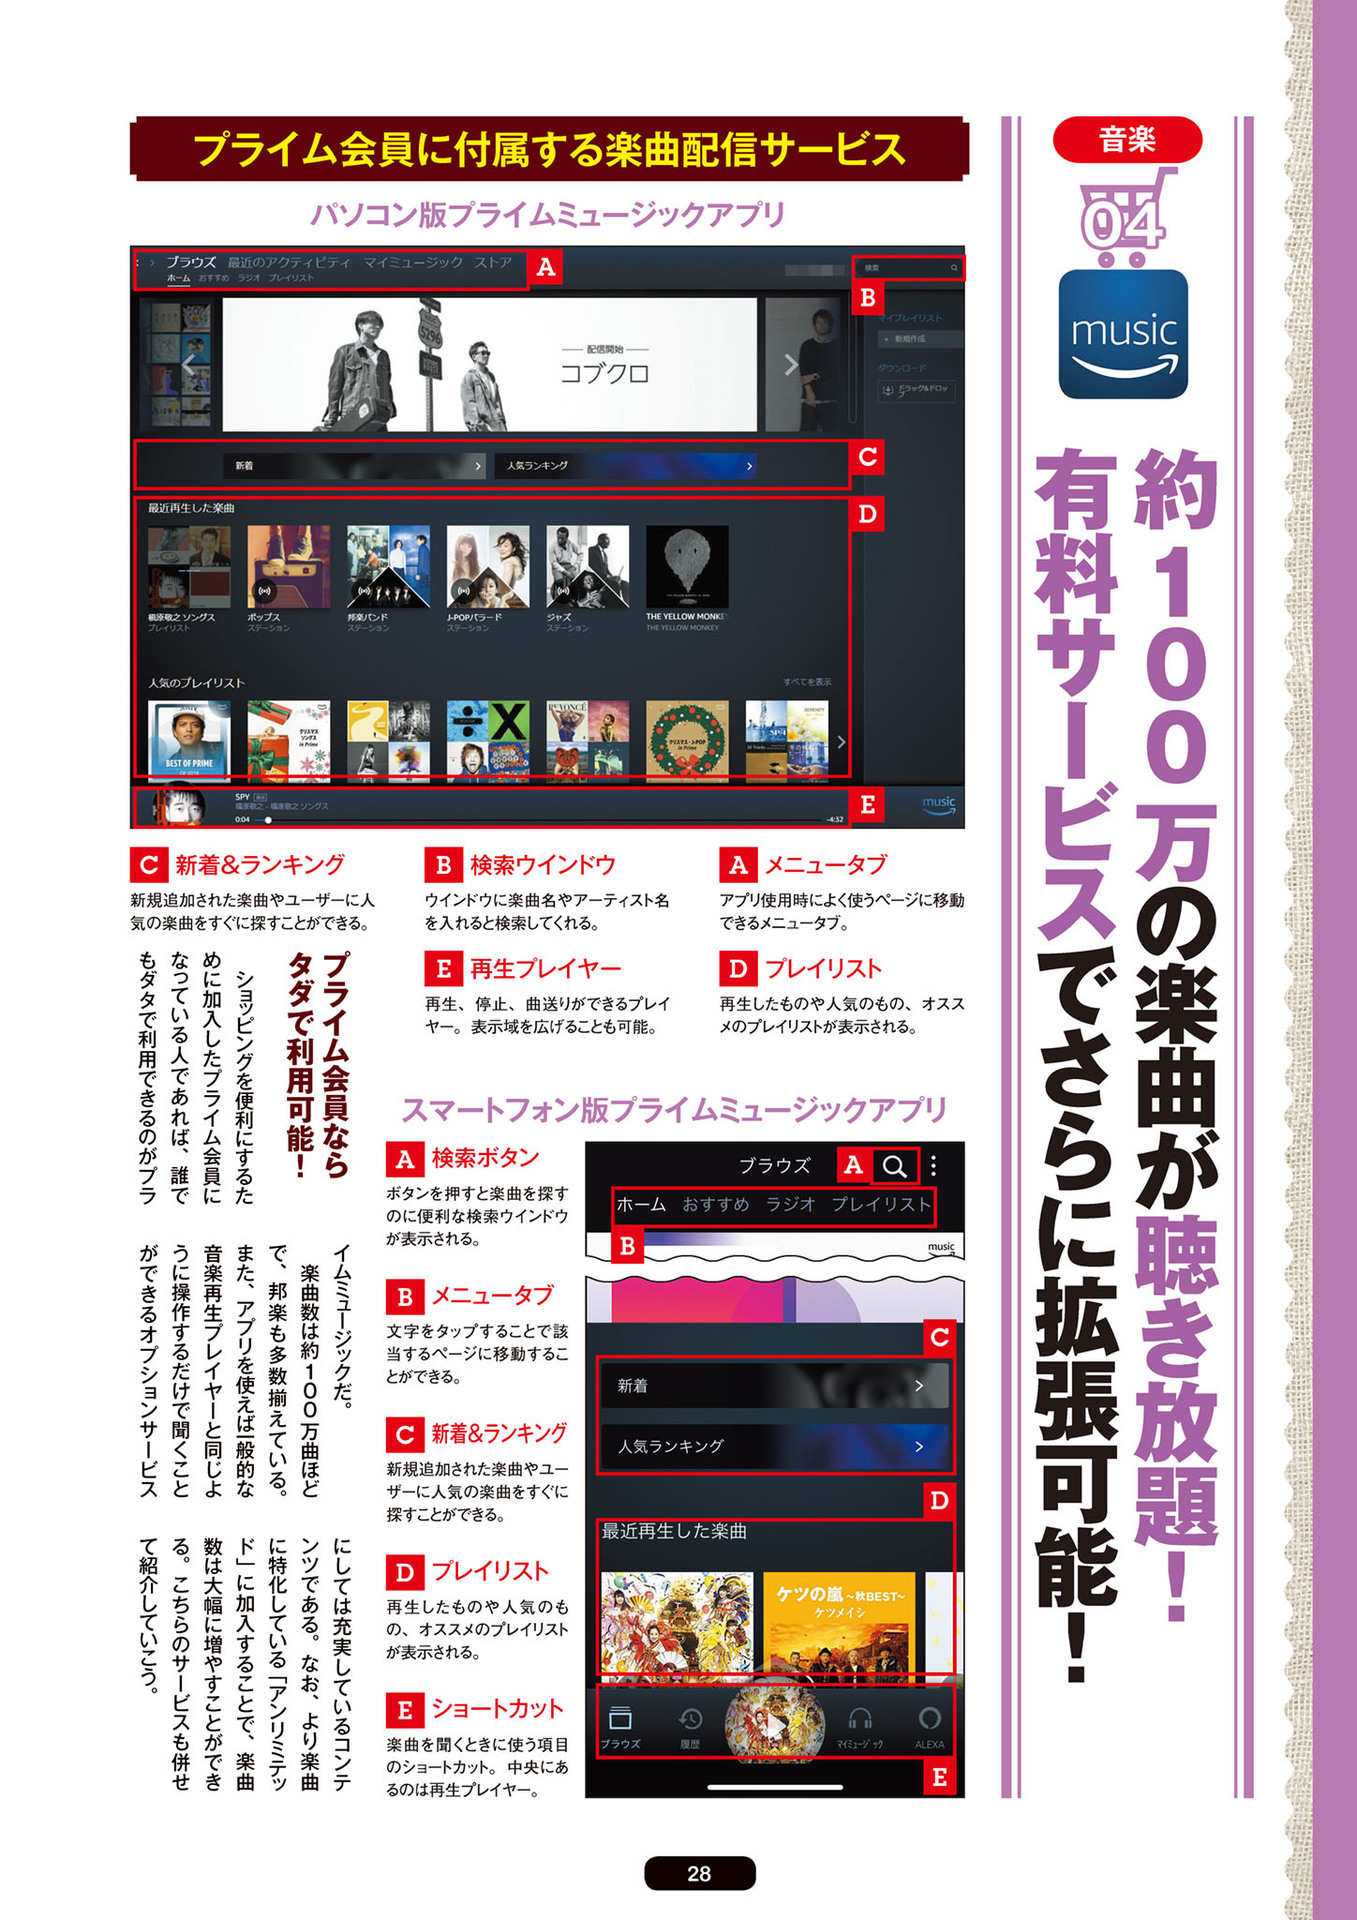 音楽
04
music
約100万の楽曲が聴き放題！
有料サービスでさらに拡張可能！
プライム会員に付属する楽曲配信サービス
パソコン版プライムミュージックアプリ
ブラウズ 最近のアクティビティ マイミュージック ストア
ホーム おすすめ ラジオ プレイリスト
A
検索
B
マイプレイリスト
+ 新規作成
ダウンロード
ドラッグ&ドロップ
配信開始
コブクロ
5296
新着
人気ランキング
C
最近再生した楽曲
D
槇原敬之 ソングス
プレイリスト
ポップス
ステーション
邦楽バンド
ステーション
J-POPバラード
ステーション
ジャズ
ステーション
THE YELLOW MONKE
THE YELLOW MONKEY
人気のプレイリスト
すべてを表示
BEST OF PRIME
OF 2018
クリスマス
ソングス
in Prime
BEYONCÉ
クリスマス・J-POP
in Prime
SERENITY
SPA
SPY
槇原敬之 - 槇原敬之 ソングス
0:04
-4:32
E
music
A メニュータブ
アプリ使用時によく使うページに移動
できるメニュータブ。
B 検索ウインドウ
ウインドウに楽曲名やアーティスト名
を入れると検索してくれる。
C 新着&ランキング
新規追加された楽曲やユーザーに人
気の楽曲をすぐに探すことができる。
D プレイリスト
再生したものや人気のもの、オスス
メのプレイリストが表示される。
E 再生プレイヤー
再生、停止、曲送りができるプレイ
ヤー。表示域を広げることも可能。
スマートフォン版プライムミュージックアプリ
ブラウズ
A
ホーム おすすめ ラジオ プレイリスト
B
music
C
新着
人気ランキング
D
最近再生した楽曲
ケツの嵐 ～秋BEST～
ケツメイシ
ブラウズ
履歴
マイミュージック
ALEXA
E
A 検索ボタン
ボタンを押すと楽曲を探す
のに便利な検索ウインドウ
が表示される。
B メニュータブ
文字をタップすることで該
当するページに移動するこ
とができる。
C 新着&ランキング
新規追加された楽曲やユー
ザーに人気の楽曲をすぐに
探すことができる。
D プレイリスト
再生したものや人気のも
の、オススメのプレイリスト
が表示される。
E ショートカット
楽曲を聞くときに使う項目
のショートカット。中央にあ
るのは再生プレイヤー。
プライム会員なら
タダで利用可能！
ショッピングを便利にするた
めに加入したプライム会員に
なっている人であれば、誰で
もダタで利用できるのがプラ
イムミュージックだ。
楽曲数は約100万曲ほど
で、邦楽も多数揃えている。
また、アプリを使えば一般的な
音楽再生プレイヤーと同じよ
うに操作するだけで聞くこと
ができるオプションサービス
にしては充実しているコンテ
ンツである。なお、より楽曲
に特化している「アンリミテッ
ド」に加入することで、楽曲
数は大幅に増やすことができ
る。こちらのサービスも併せ
て紹介していこう。
28